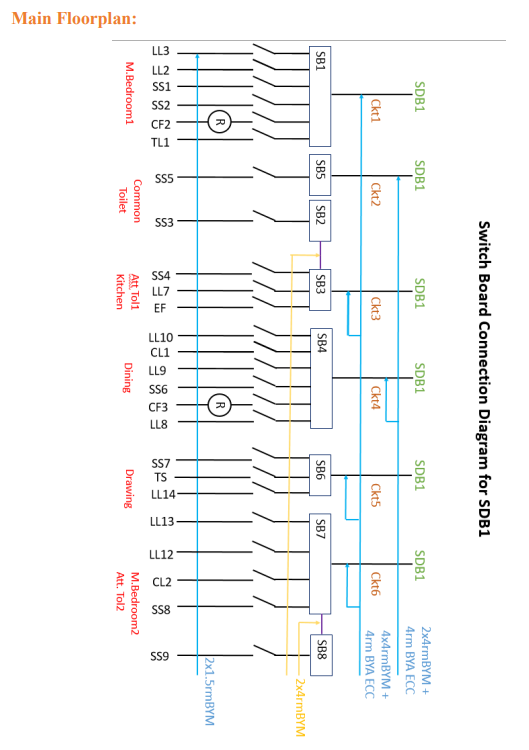 Main Floorplan:
Switch Board Connection Diagram for SDB1
LL3
LL2
SS1
SS2
CF2
TL1
M.Bedroom1
R
SB1
Ckt1
SDB1
SS5
SB5
Ckt2
SDB1
SS3
SB2
Common
Toilet
SS4
LL7
EF
Att Tol1
Kitchen
SB3
Ckt3
SDB1
LL10
CL1
LL9
SS6
CF3
LL8
Dining
R
SB4
Ckt4
SDB1
SS7
TS
LL14
Drawing
SB6
Ckt5
SDB1
LL13
LL12
CL2
SS8
M.Bedroom2
Att. Tol2
SB7
Ckt6
SDB1
SS9
SB8
2x1.5rmBYM
2x4rmBYM
4x4rmBYM +
4rm BYA ECC
2x4rmBYM +
4rm BYA ECC